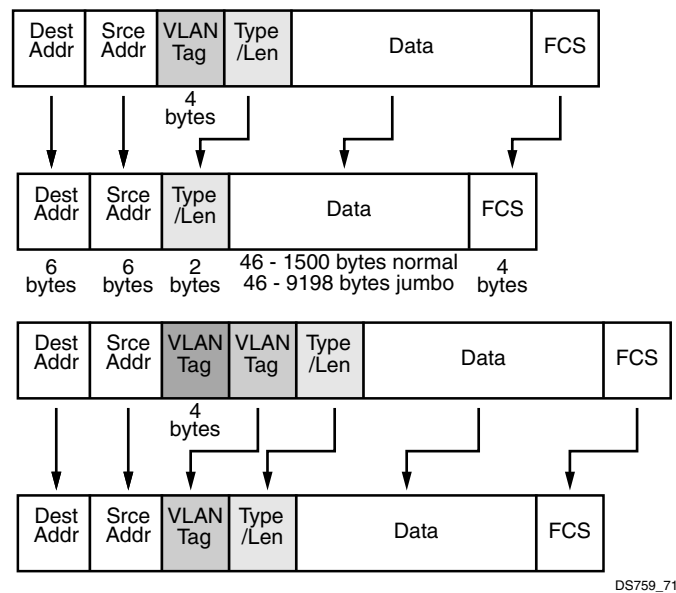 Dest Addr Srce Addr VLAN Tag Type /Len Data FCS
4 bytes
Dest Addr Srce Addr Type /Len Data FCS
6 bytes 6 bytes 2 bytes 46 - 1500 bytes normal 46 - 9198 bytes jumbo 4 bytes
Dest Addr Srce Addr VLAN Tag VLAN Tag Type /Len Data FCS
4 bytes
Dest Addr Srce Addr VLAN Tag Type /Len Data FCS
DS759_71